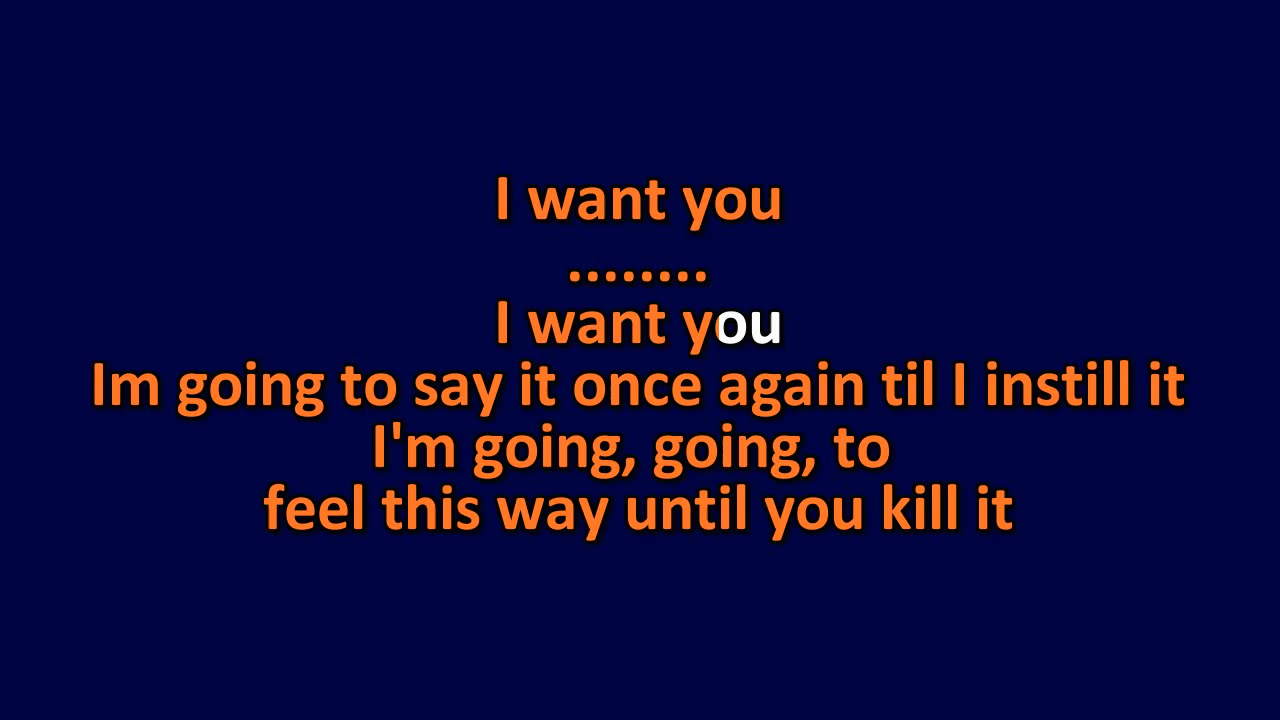 I want you
........
I want you
Im going to say it once again til I instill it
I'm going, going, to
feel this way until you kill it